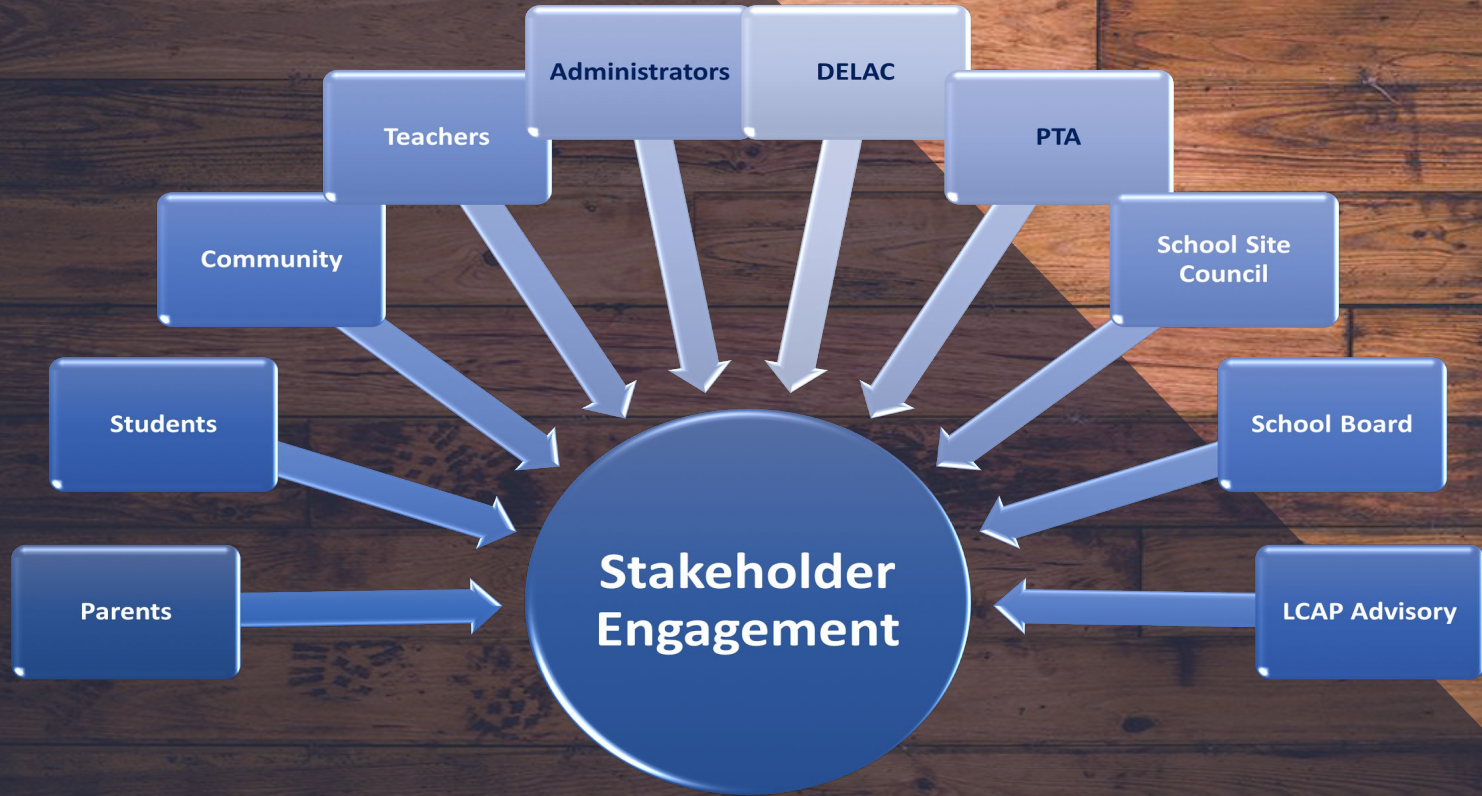 Administrators
DELAC
Teachers
PTA
Community
School Site
Council
Students
School Board
Stakeholder
Engagement
Parents
LCAP Advisory